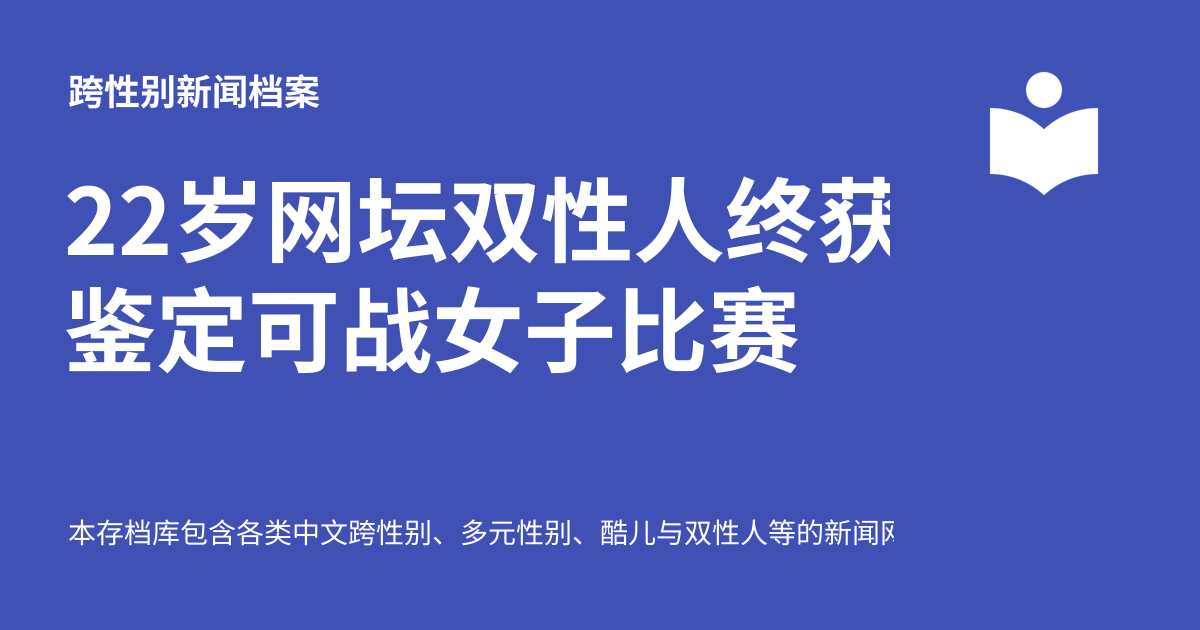 跨性别新闻档案
22岁网坛双性人终获
鉴定可战女子比赛
本存档库包含各类中文跨性别、多元性别、酷儿与双性人等的新闻网